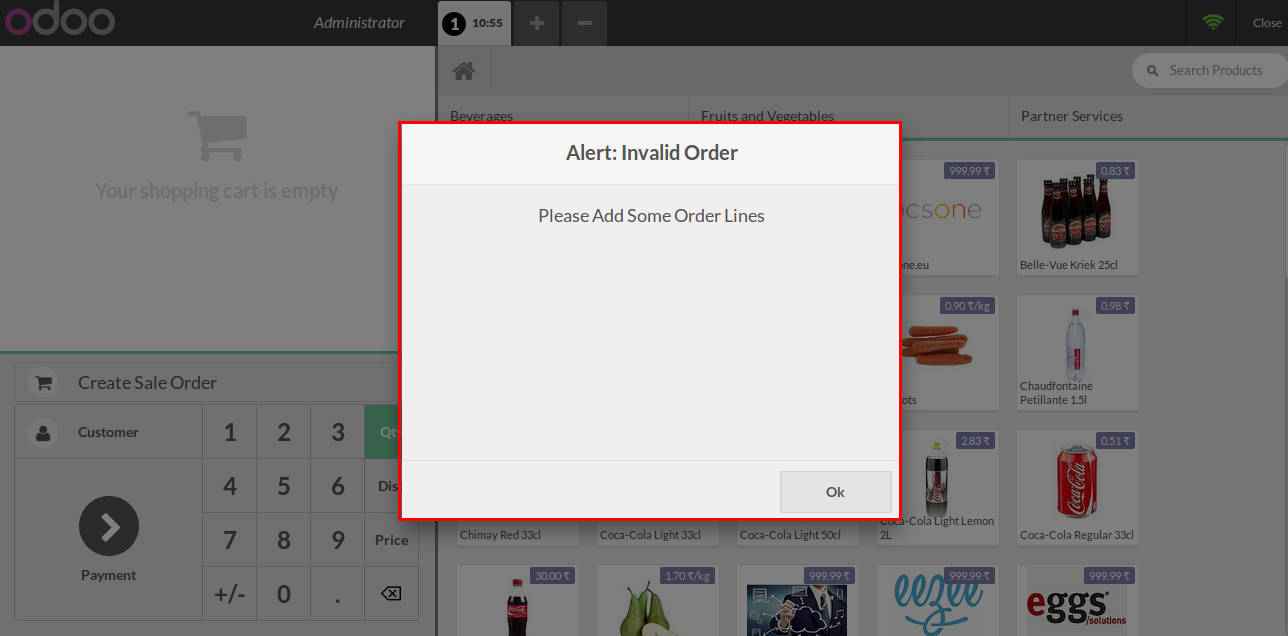 odoo
Administrator
1 10:55
Close
Search Products
Your shopping cart is empty
Beverages
Fruits and Vegetables
Partner Services
Alert: Invalid Order
Please Add Some Order Lines
Ok
999.99 ₹
ocsone
one.eu
0.83 ₹
Belle-Vue Kriek 25cl
0.90 ₹/kg
ots
0.98 ₹
Chaudfontaine
Petillante 1.5l
Chimay Red 33cl
Coca-Cola Light 33cl
Coca-Cola Light 50cl
2.83 ₹
Coca-Cola Light Lemon
2L
0.51 ₹
Coca-Cola
Coca-Cola Regular 33cl
30.00 ₹
1.70 ₹/kg
999.99 ₹
999.99 ₹
eezee
999.99 ₹
eggs
/solutions
Create Sale Order
Customer
Payment
1 2 3 Qt
4 5 6 Dis
7 8 9 Price
+/- 0 .